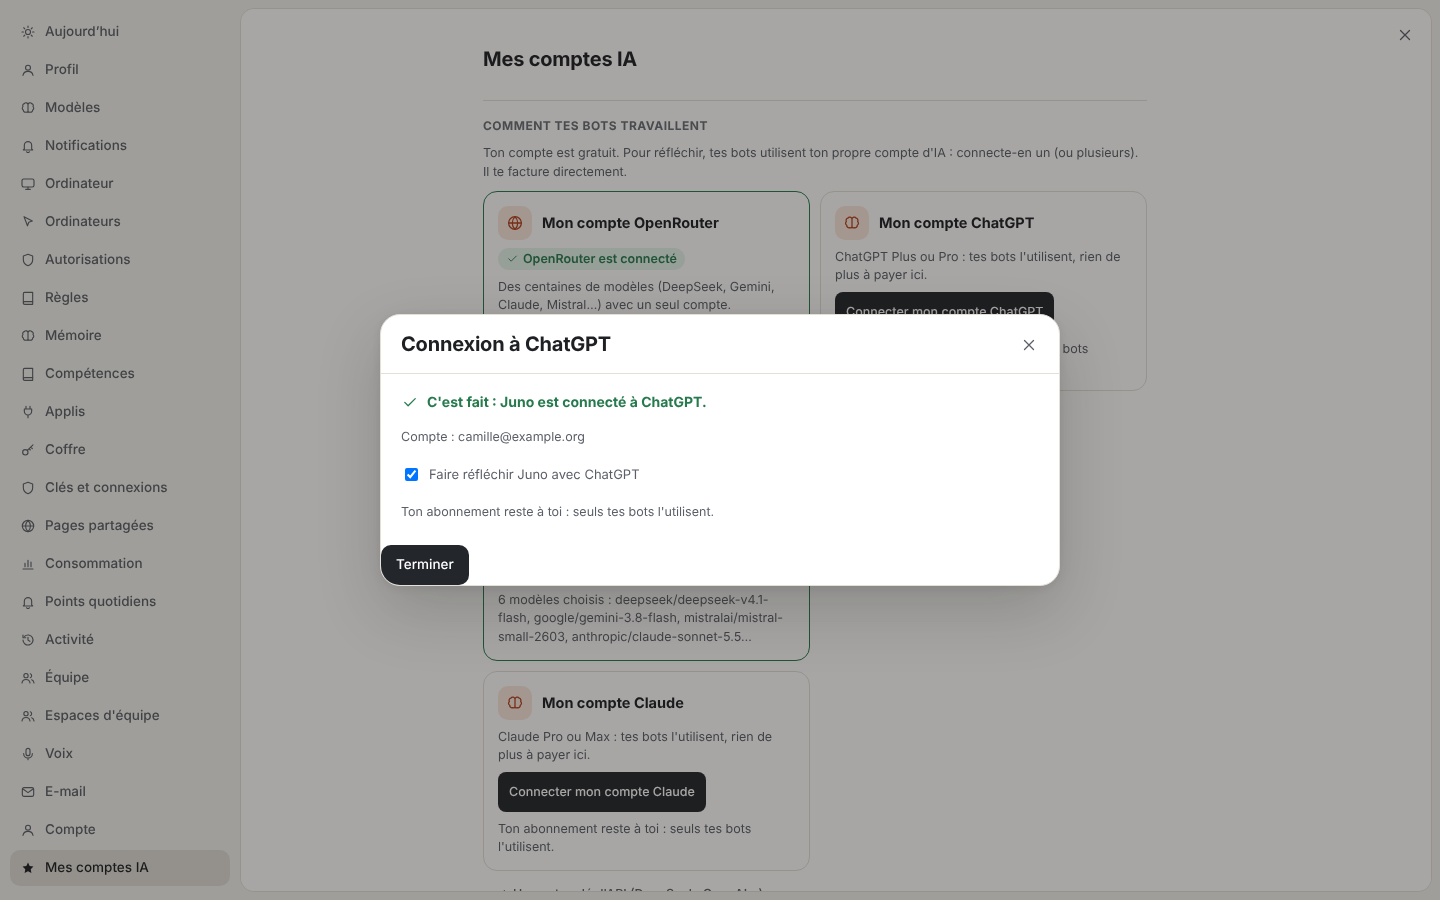 Aujourd'hui
Profil
Modèles
Notifications
Ordinateur
Ordinateurs
Autorisations
Règles
Mémoire
Compétences
Applis
Coffre
Clés et connexions
Pages partagées
Consommation
Points quotidiens
Activité
Équipe
Espaces d'équipe
Voix
E-mail
Compte
Mes comptes IA
Mes comptes IA
COMMENT TES BOTS TRAVAILLENT
Ton compte est gratuit. Pour réfléchir, tes bots utilisent ton propre compte d'IA : connecte-en un (ou plusieurs).
Il te facture directement.
Mon compte OpenRouter
OpenRouter est connecté
Des centaines de modèles (DeepSeek, Gemini,
Claude, Mistral...) avec un seul compte.
Mon compte ChatGPT
ChatGPT Plus ou Pro : tes bots l'utilisent, rien de
plus à payer ici.
Connecter mon compte ChatGPT
bots
Connexion à ChatGPT
C'est fait : Juno est connecté à ChatGPT.
Compte : camille@example.org
Faire réfléchir Juno avec ChatGPT
Ton abonnement reste à toi : seuls tes bots l'utilisent.
Terminer
6 modèles choisis : deepseek/deepseek-v4.1-
flash, google/gemini-3.8-flash, mistralai/mistral-
small-2603, anthropic/claude-sonnet-5.5...
Mon compte Claude
Claude Pro ou Max : tes bots l'utilisent, rien de
plus à payer ici.
Connecter mon compte Claude
Ton abonnement reste à toi : seuls tes bots
l'utilisent.